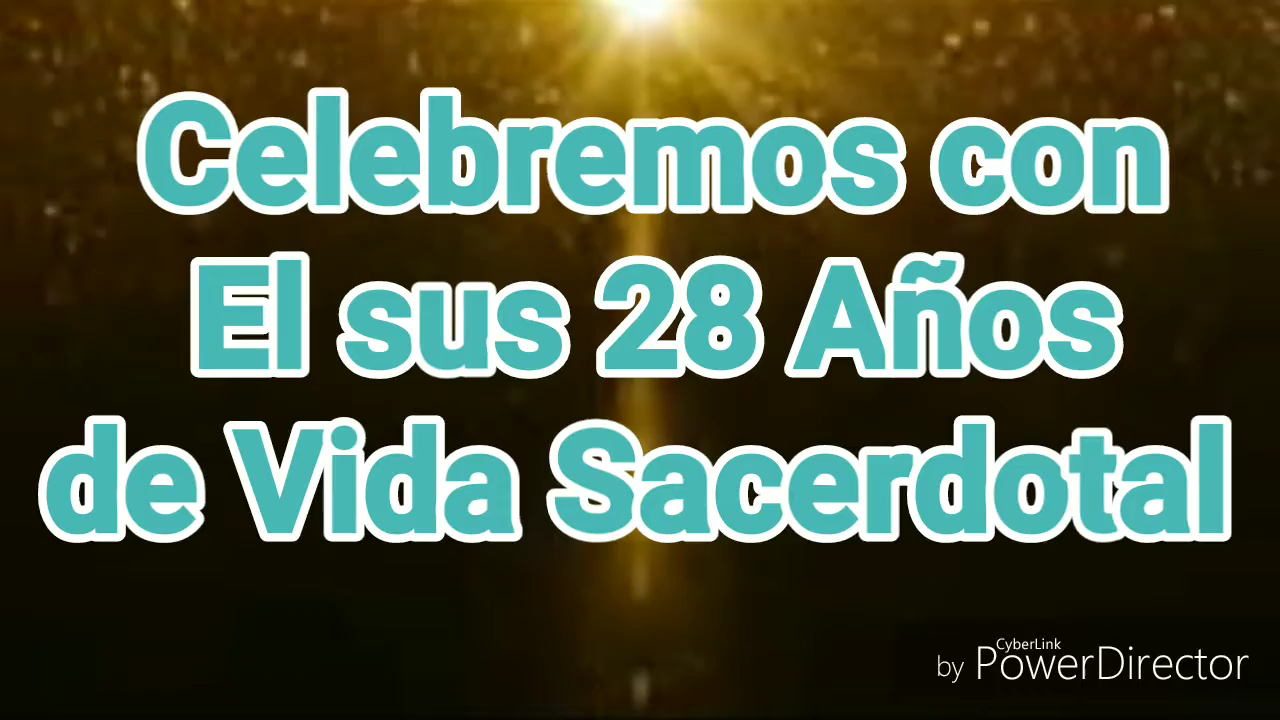 Celebremos con
El sus 28 Años
de Vida Sacerdotal
by CyberLink PowerDirector